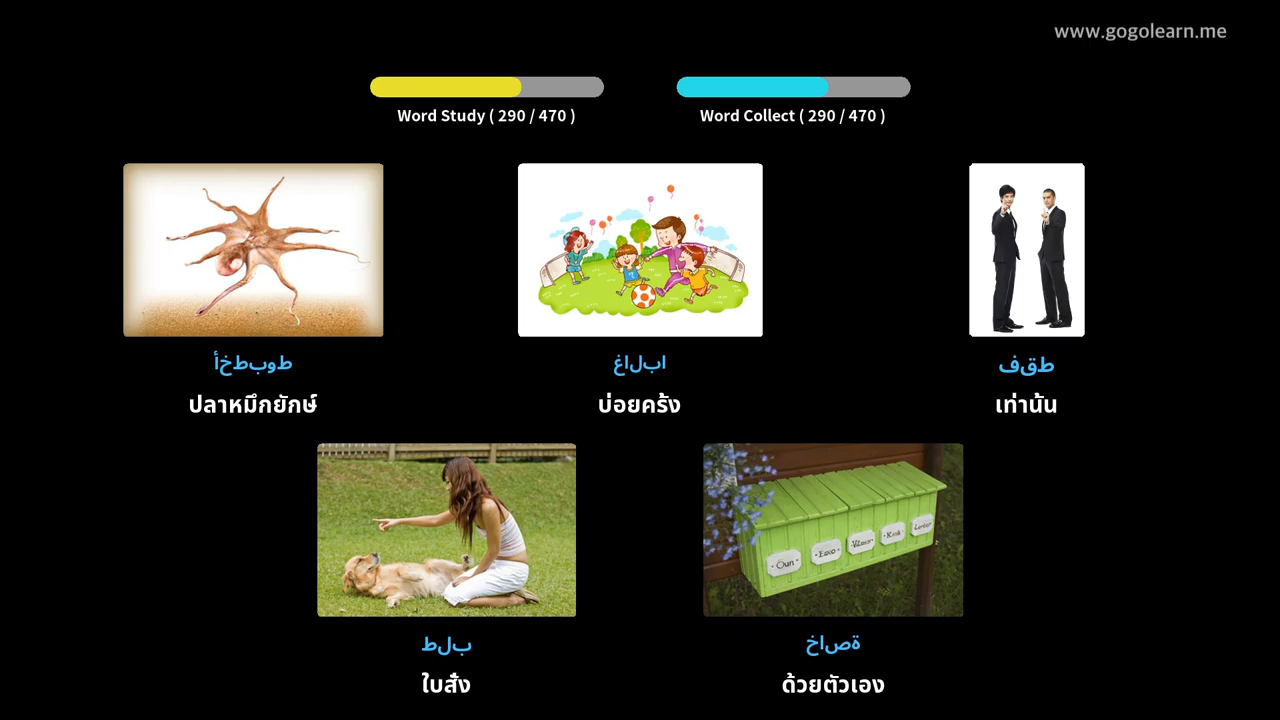 www.gogolearn.me
Word Study ( 290 / 470 )
Word Collect ( 290 / 470 )
أخطبوط
غالبا
فقط
ปลาหมึกยักษ์
บ่อยครั้ง
เท่านั้น
طلب
خاصة
ใบสั่ง
ด้วยตัวเอง